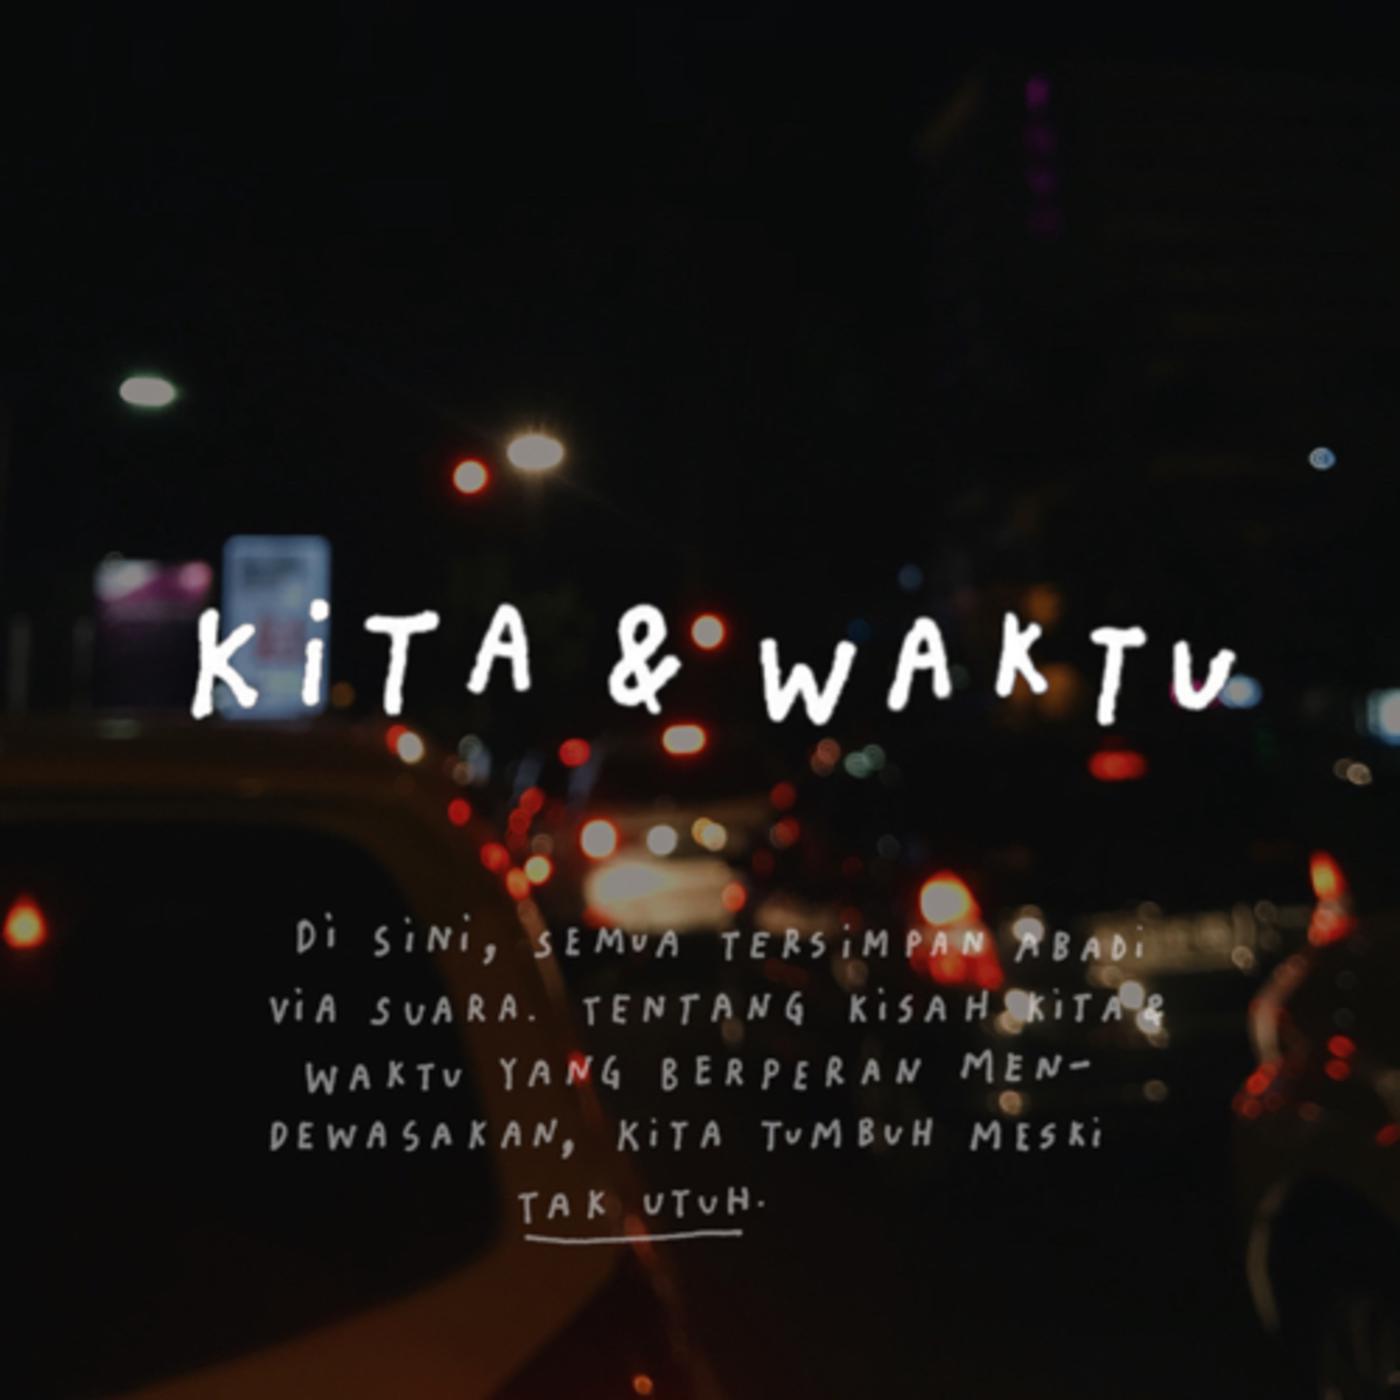 KiTA & WAKTU
Di SiNi, SEMUA TERSiMPAN ABADi
ViA SUARA. TENTANG KiSAH KiTA &
WAKTU YANG BERPERAN MEN-
DEWASAKAN, KiTA TUMBUH MESKi
TAK UTUH.